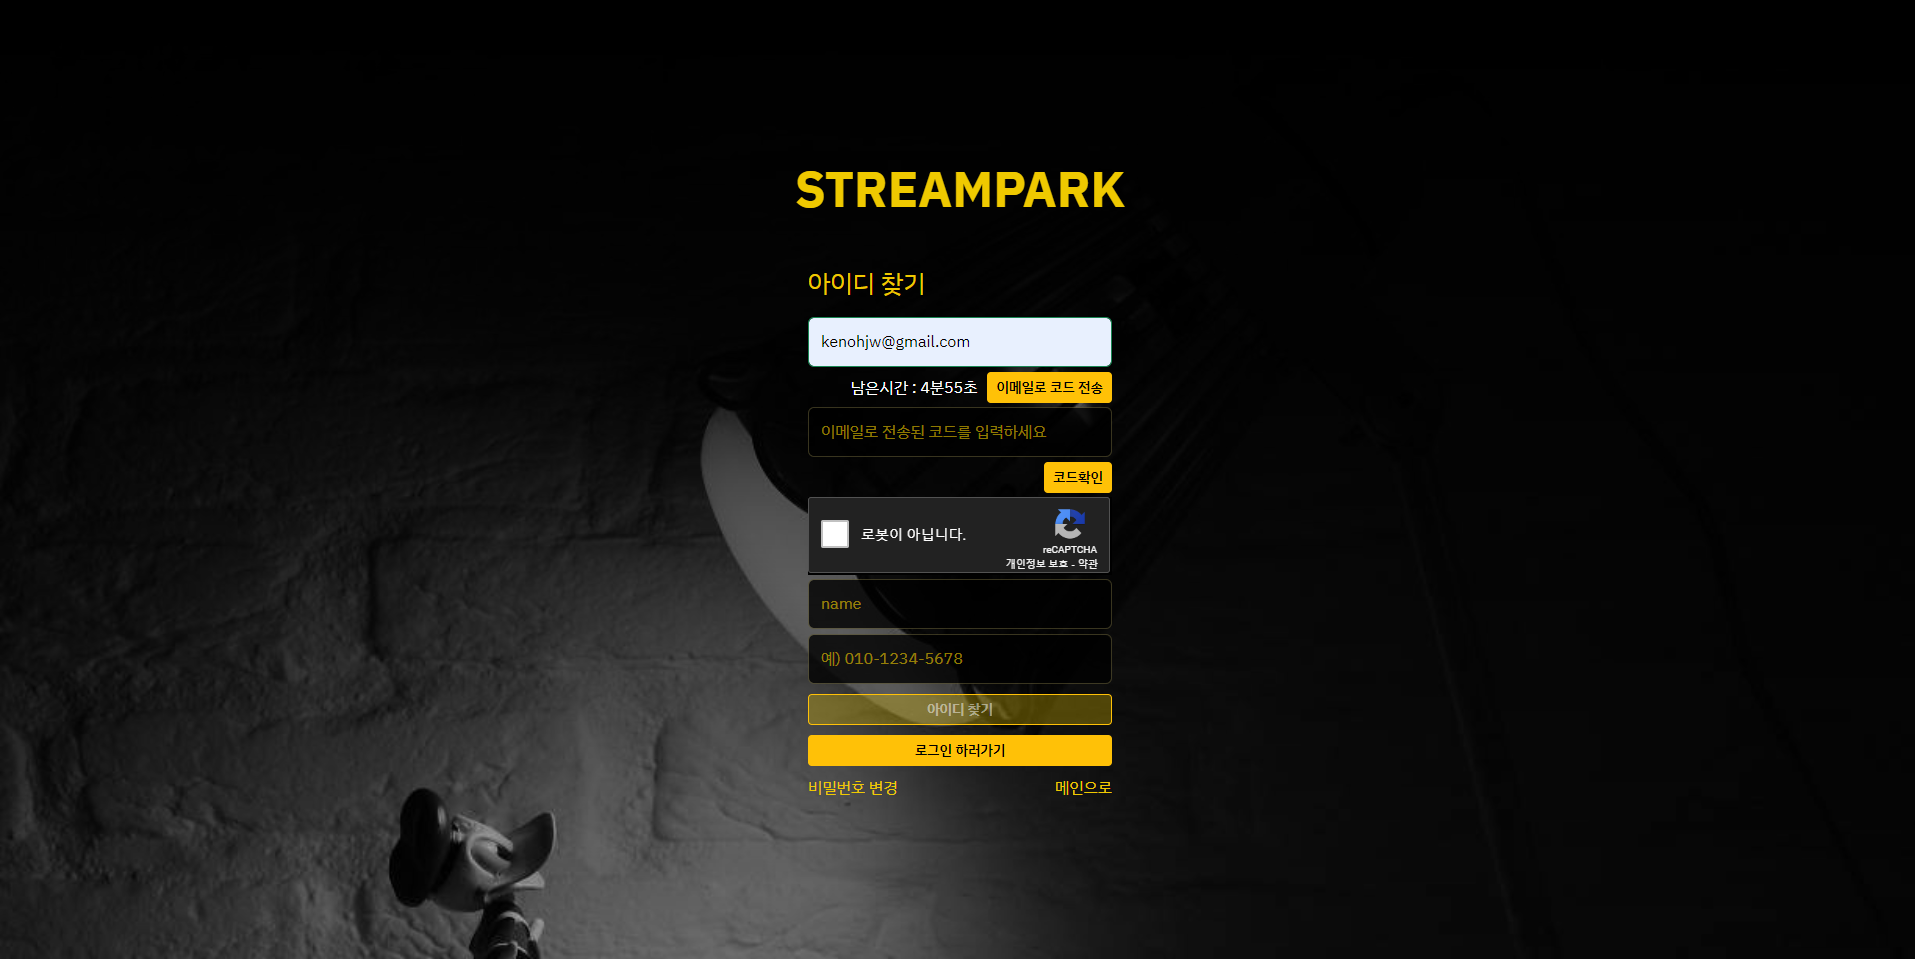 STREAMPARK
아이디 찾기
kenohjw@gmail.com
남은시간 : 4분55초 이메일로 코드 전송
이메일로 전송된 코드를 입력하세요
코드확인
로봇이 아닙니다.
reCAPTCHA
개인정보 보호 - 약관
name
예) 010-1234-5678
아이디 찾기
로그인 하러가기
비밀번호 변경 메인으로